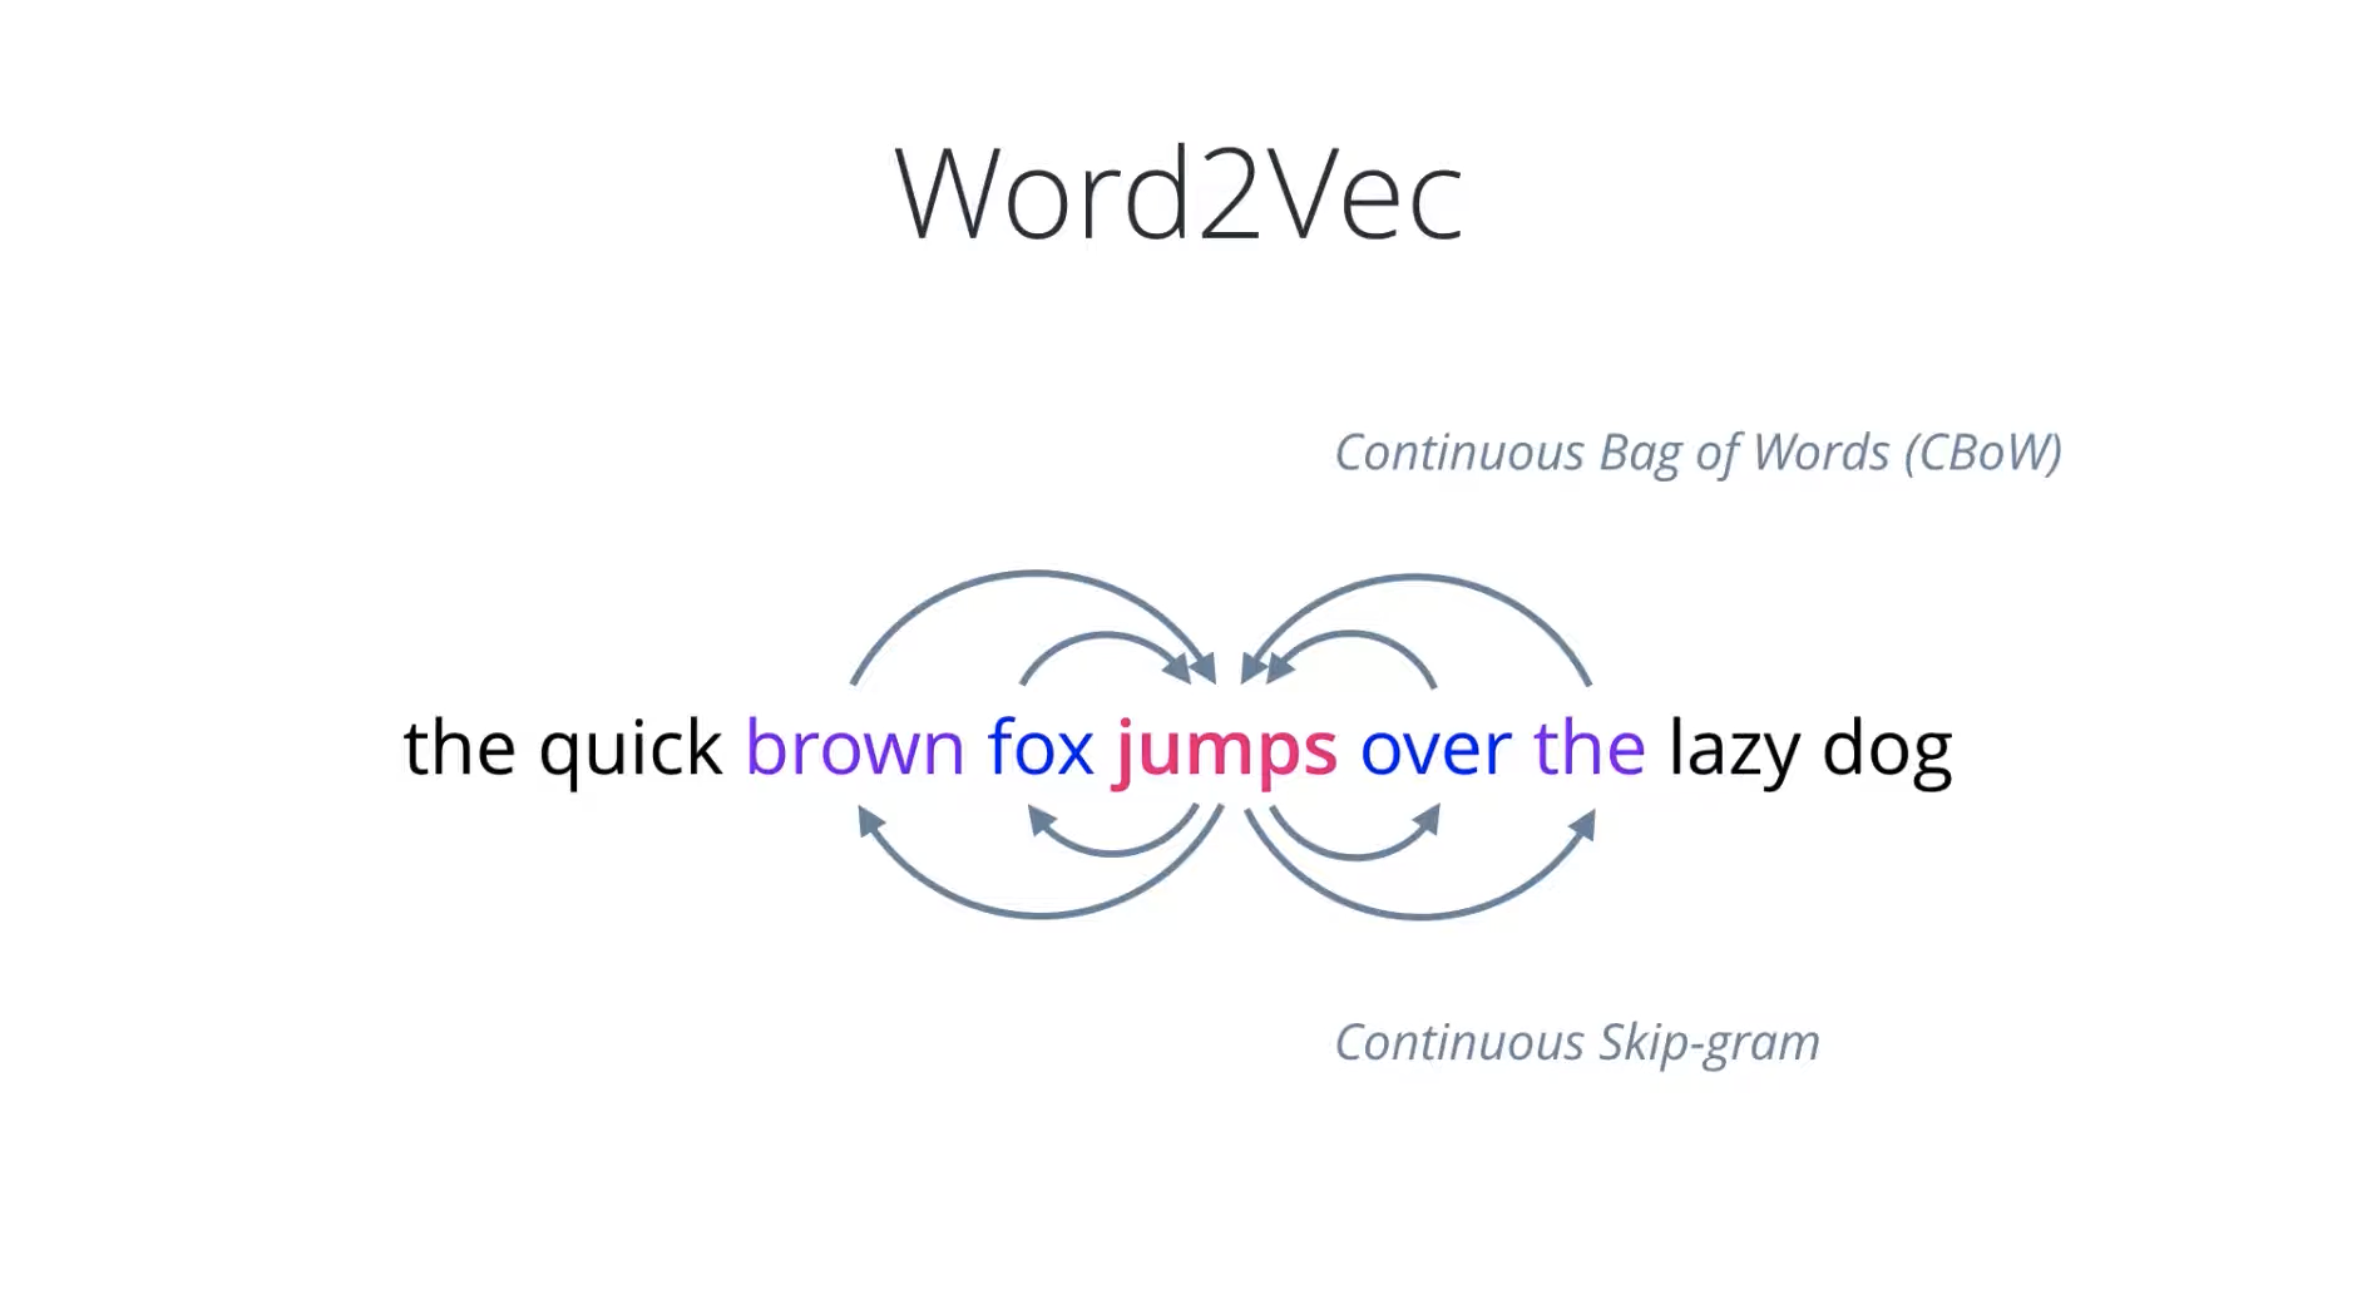 Word2Vec
Continuous Bag of Words (CBoW)
the quick brown fox jumps over the lazy dog
Continuous Skip-gram